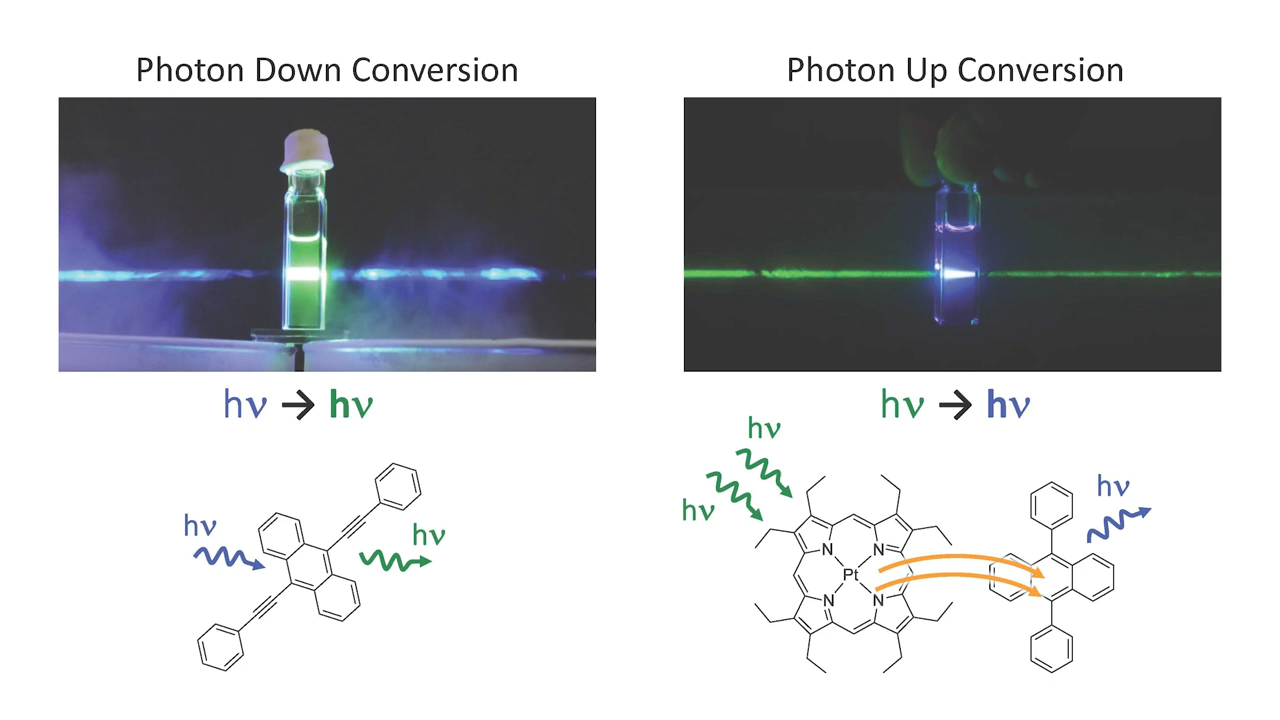 Photon Down Conversion
hν → hν
hν
hν
Photon Up Conversion
hν → hν
hν
hν
hν
N
N
Pt
N
N